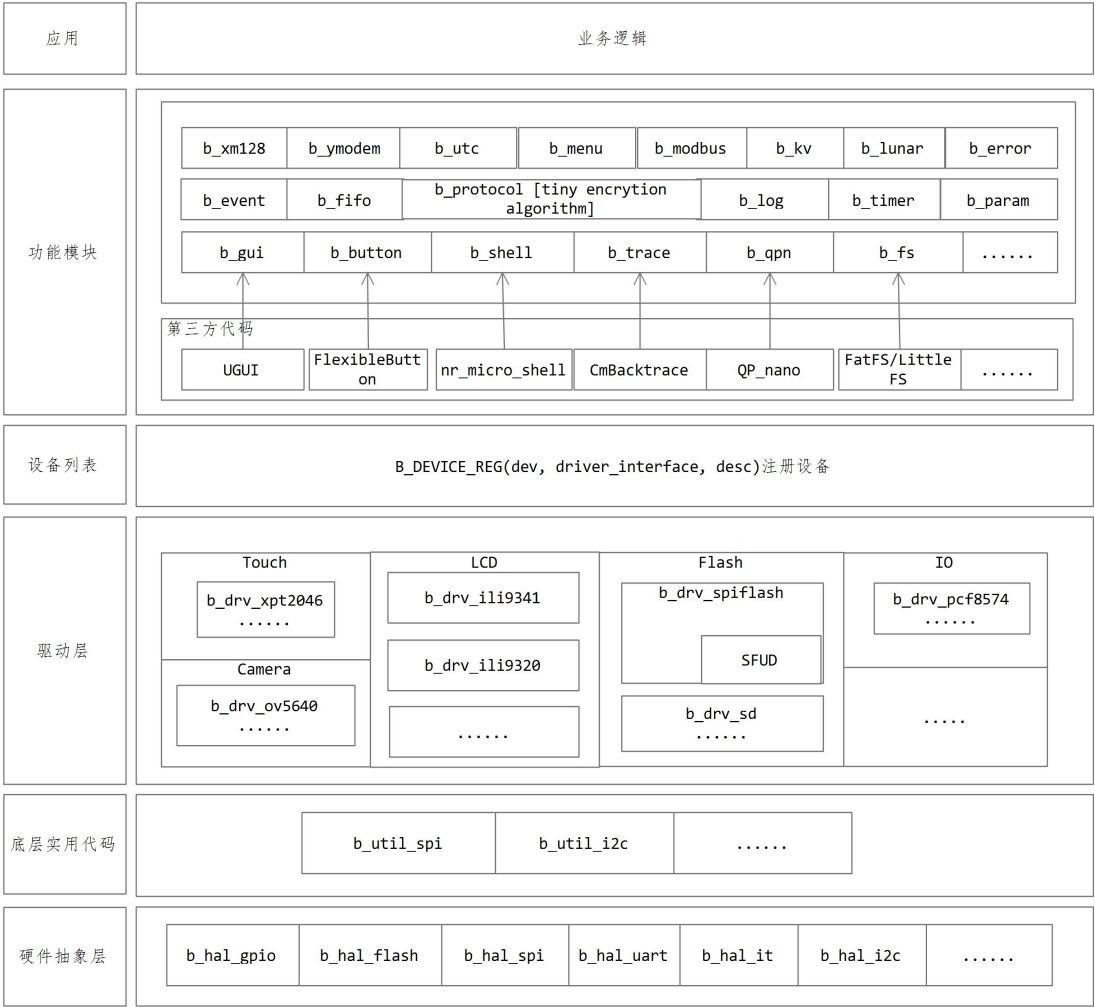 应用
业务逻辑
功能模块
b_xm128 b_ymodem b_utc b_menu b_modbus b_kv b_lunar b_error
b_event b_fifo b_protocol [tiny encrytion
algorithm] b_log b_timer b_param
b_gui b_button b_shell b_trace b_qpn b_fs ......
第三方代码
UGUI
FlexibleButt
on
nr_micro_shell
CmBacktrace
QP_nano
FatFS/Little
FS
......
设备列表
B_DEVICE_REG(dev, driver_interface, desc)注册设备
驱动层
Touch
b_drv_xpt2046
......
Camera
b_drv_ov5640
......
LCD
b_drv_ili9341
b_drv_ili9320
......
Flash
b_drv_spiflash
SFUD
b_drv_sd
......
IO
b_drv_pcf8574
......
.....
底层实用代码
b_util_spi b_util_i2c ......
硬件抽象层
b_hal_gpio b_hal_flash b_hal_spi b_hal_uart b_hal_it b_hal_i2c ......